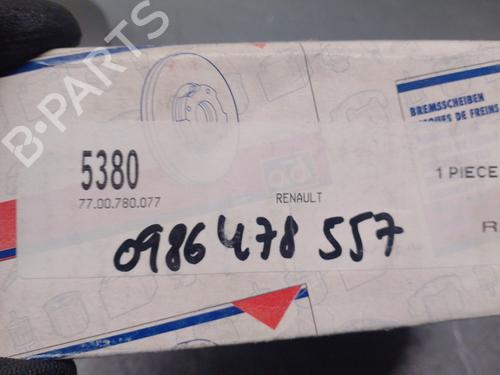 B-PARTS
BREMSSCHEIBEN
DISQUES DE FREINS
5380
77.00.780.077
RENAULT
1 PIECE
R
0986 478 557